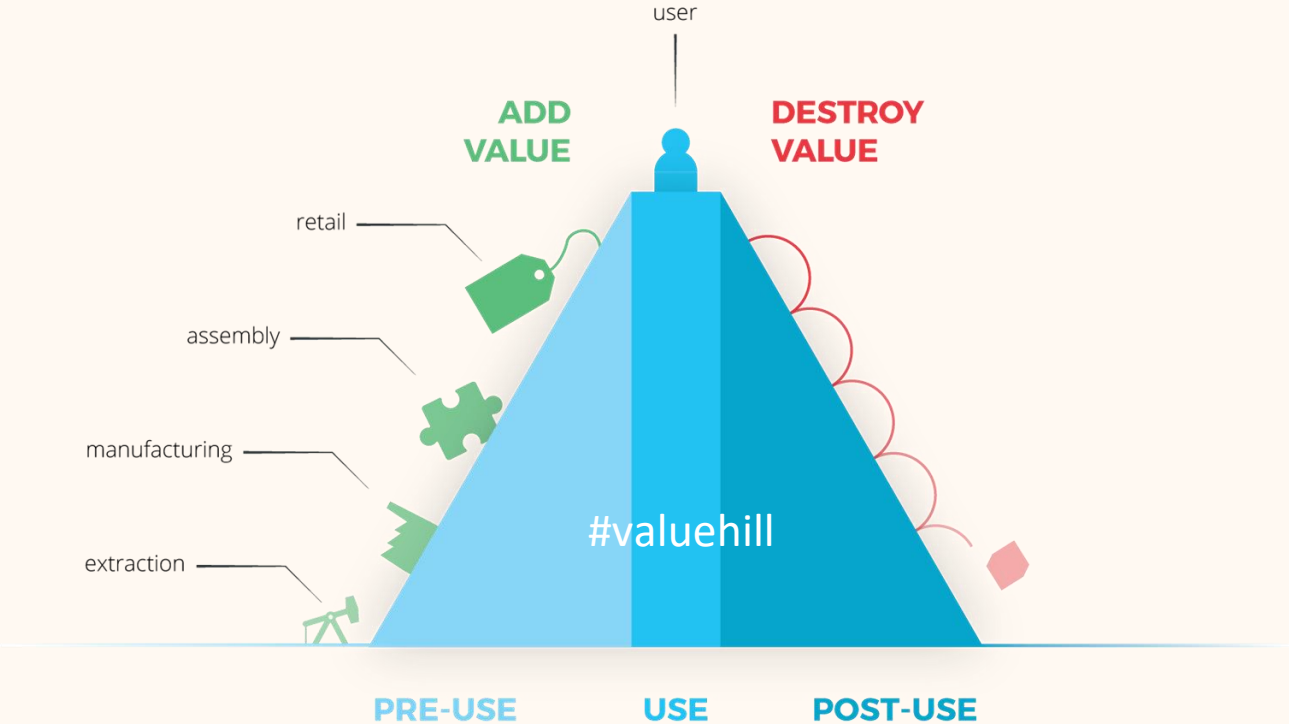 user
ADD
VALUE
DESTROY
VALUE
retail
assembly
manufacturing
extraction
#valuehill
PRE-USE
USE
POST-USE